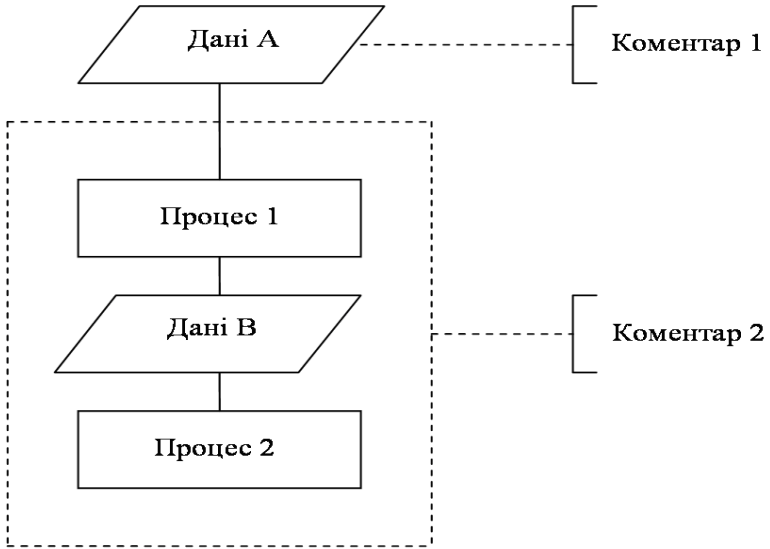 Дані А
Коментар 1
Процес 1
Дані В
Коментар 2
Процес 2